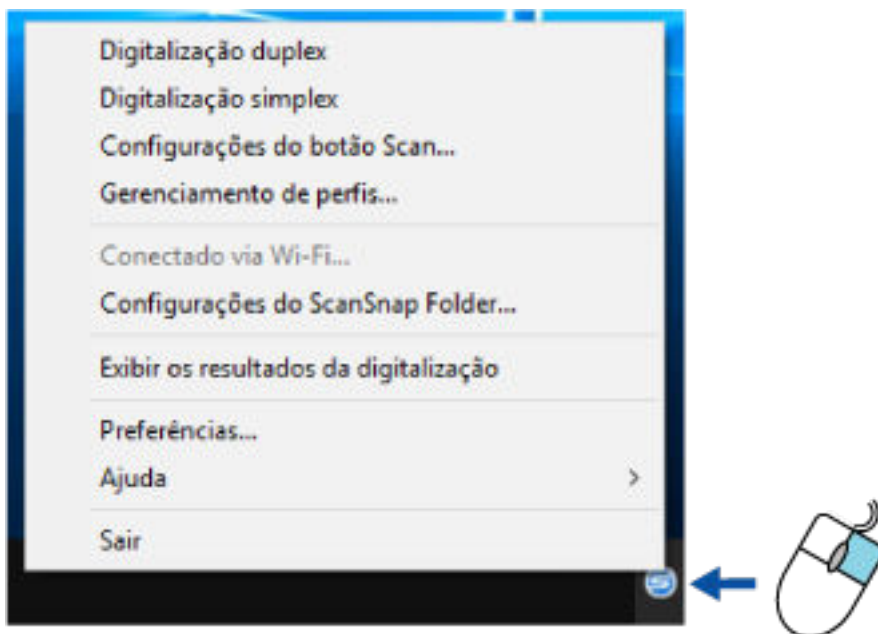 Digitalização duplex
Digitalização simplex
Configurações do botão Scan...
Gerenciamento de perfis...
Conectado via Wi-Fi...
Configurações do ScanSnap Folder...
Exibir os resultados da digitalização
Preferências...
Ajuda
Sair